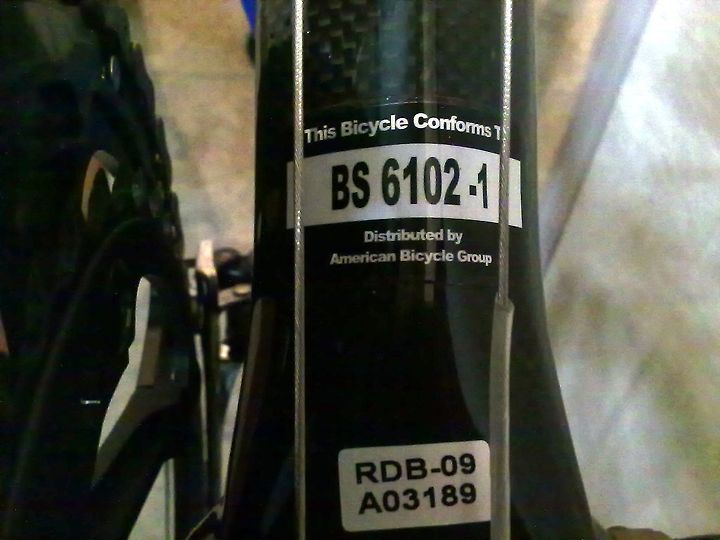 This Bicycle Conforms T
BS 6102-1
Distributed by
American Bicycle Group
RDB-09
A03189